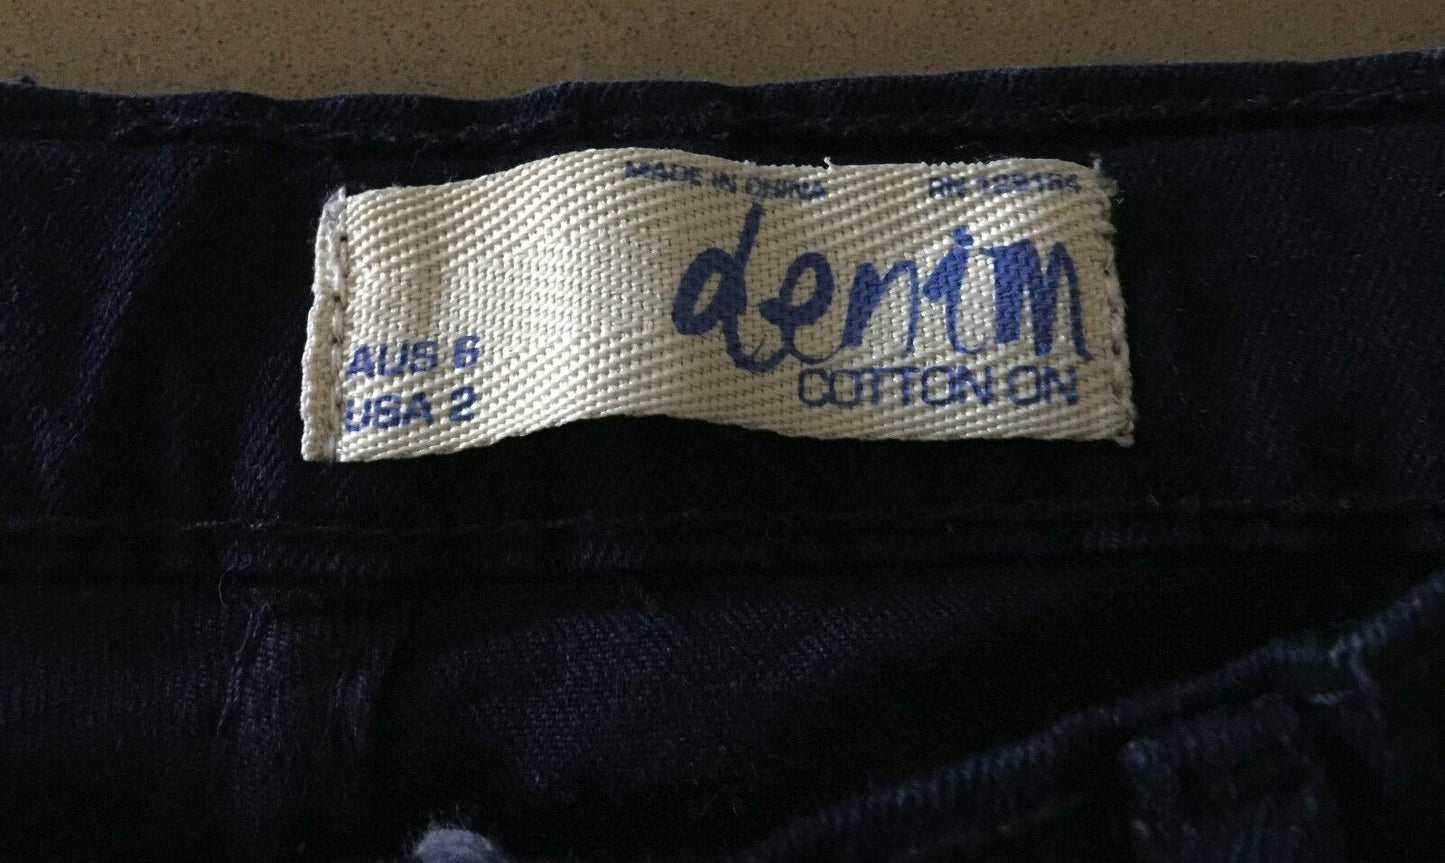 MADE IN CHINA
denim
COTTON ON
AUS 6
USA 2